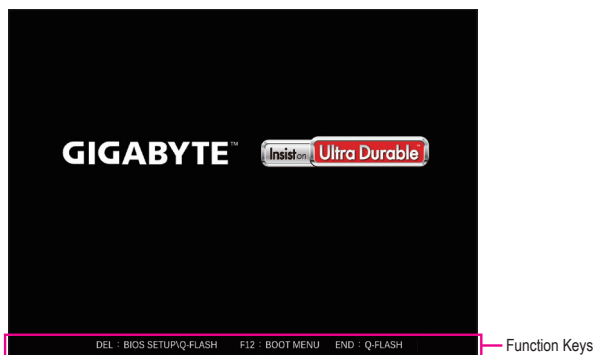 GIGABYTE™ Insist on Ultra Durable™
DEL : BIOS SETUP\Q-FLASH F12 : BOOT MENU END : Q-FLASH
Function Keys